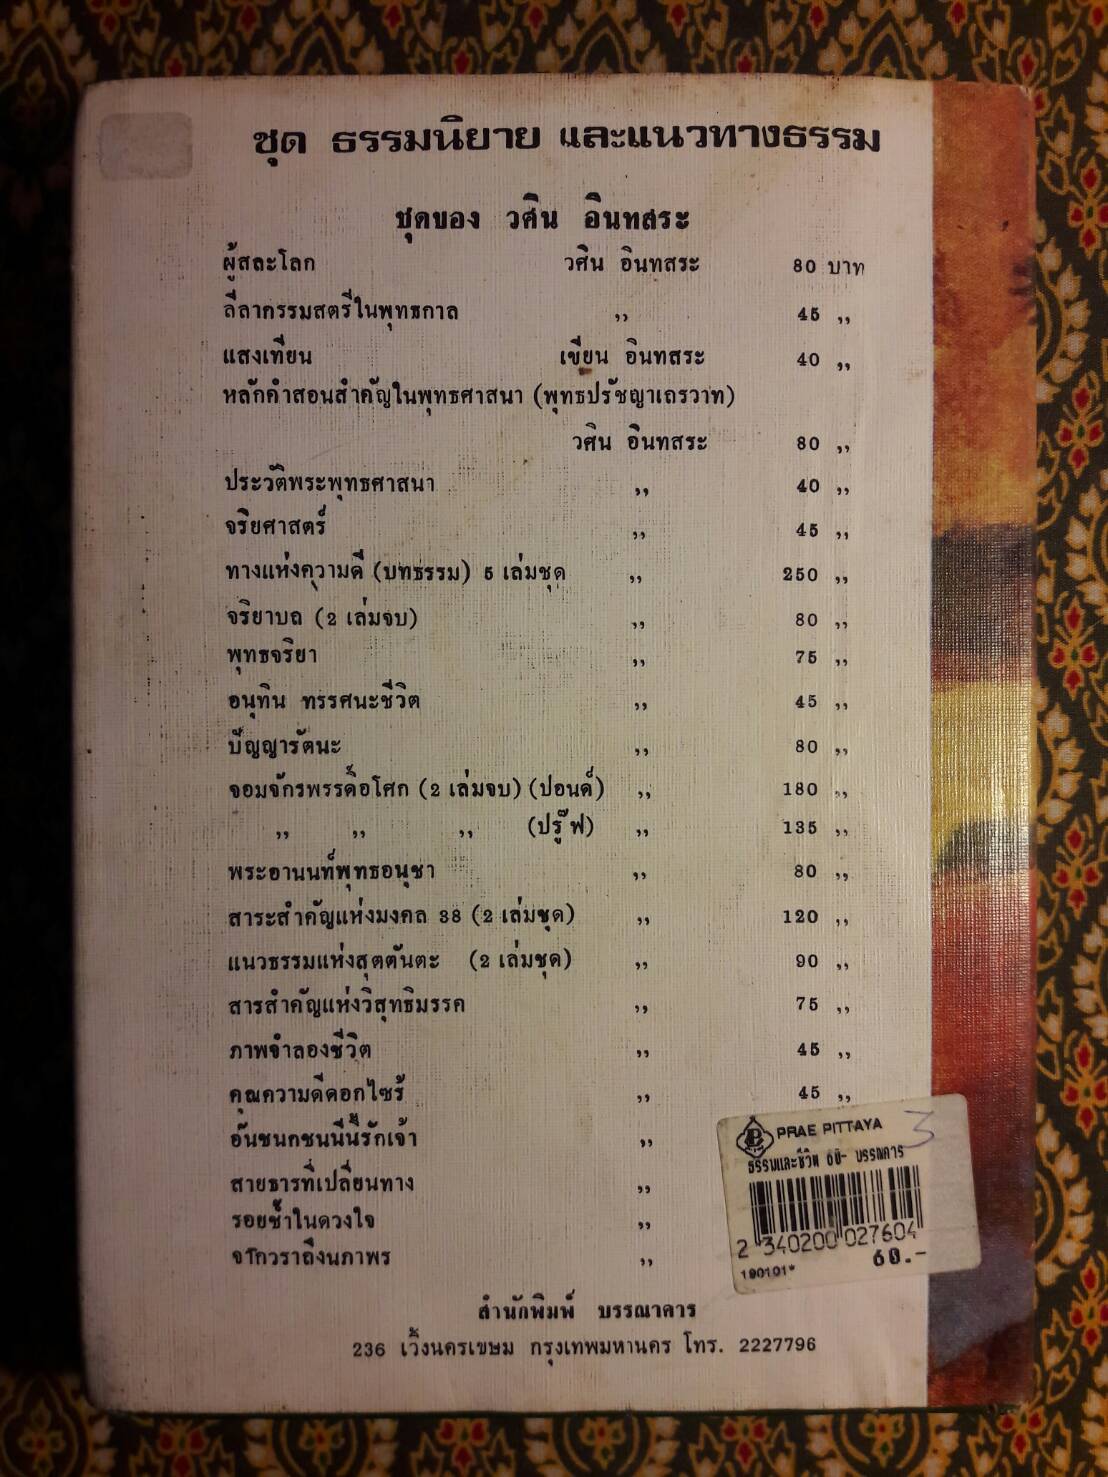 ชุด ธรรมนิยาย และแนวทางธรรม
ชุดของ วศิน อินทสระ
ผู้สละโลก วศิน อินทสระ 80 บาท
ลีลากรรมสตรีในพุทธกาล ,, 45 ,,
แสงเทียน เขียน อินทสระ 40 ,,
หลักคำสอนสำคัญในพุทธศาสนา (พุทธปรัชญาเถรวาท)
วศิน อินทสระ 80 ,,
ประวัติพระพุทธศาสนา ,, 40 ,,
จริยศาสตร์ ,, 45 ,,
ทางแห่งความดี (บทธรรม) 5 เล่มชุด ,, 250 ,,
จริยาบถ (2 เล่มจบ) ,, 80 ,,
พุทธจริยา ,, 75 ,,
อนุทิน ทรรศนะชีวิต ,, 45 ,,
ปัญญารัตนะ ,, 80 ,,
จอมจักรพรรดิ์อโศก (2 เล่มจบ) (ปอนด์) ,, 180 ,,
,, ,, ,, (ปรู๊ฟ) ,, 135 ,,
พระอานนท์พุทธอนุชา ,, 80 ,,
สาระสำคัญแห่งมงคล 38 (2 เล่มชุด) ,, 120 ,,
แนวธรรมแห่งสุตตันตะ (2 เล่มชุด) ,, 90 ,,
สารสำคัญแห่งวิสุทธิมรรค ,, 75 ,,
ภาพจำลองชีวิต ,, 45 ,,
คุณความดีดอกไซร้ ,, 45 ,,
อันชนกชนนีนี้รักเจ้า ,,
สายธารที่เปลี่ยนทาง ,,
รอยช้ำในดวงใจ ,,
จักวราถึงนภาพร ,,
PRAE PITTAYA 3
ธรรมและชีวิต 60- บรรณาคาร
2 340200 027604
190101* 60.-
สำนักพิมพ์ บรรณาคาร
236 เวิ้งนครเขษม กรุงเทพมหานคร โทร. 2227796